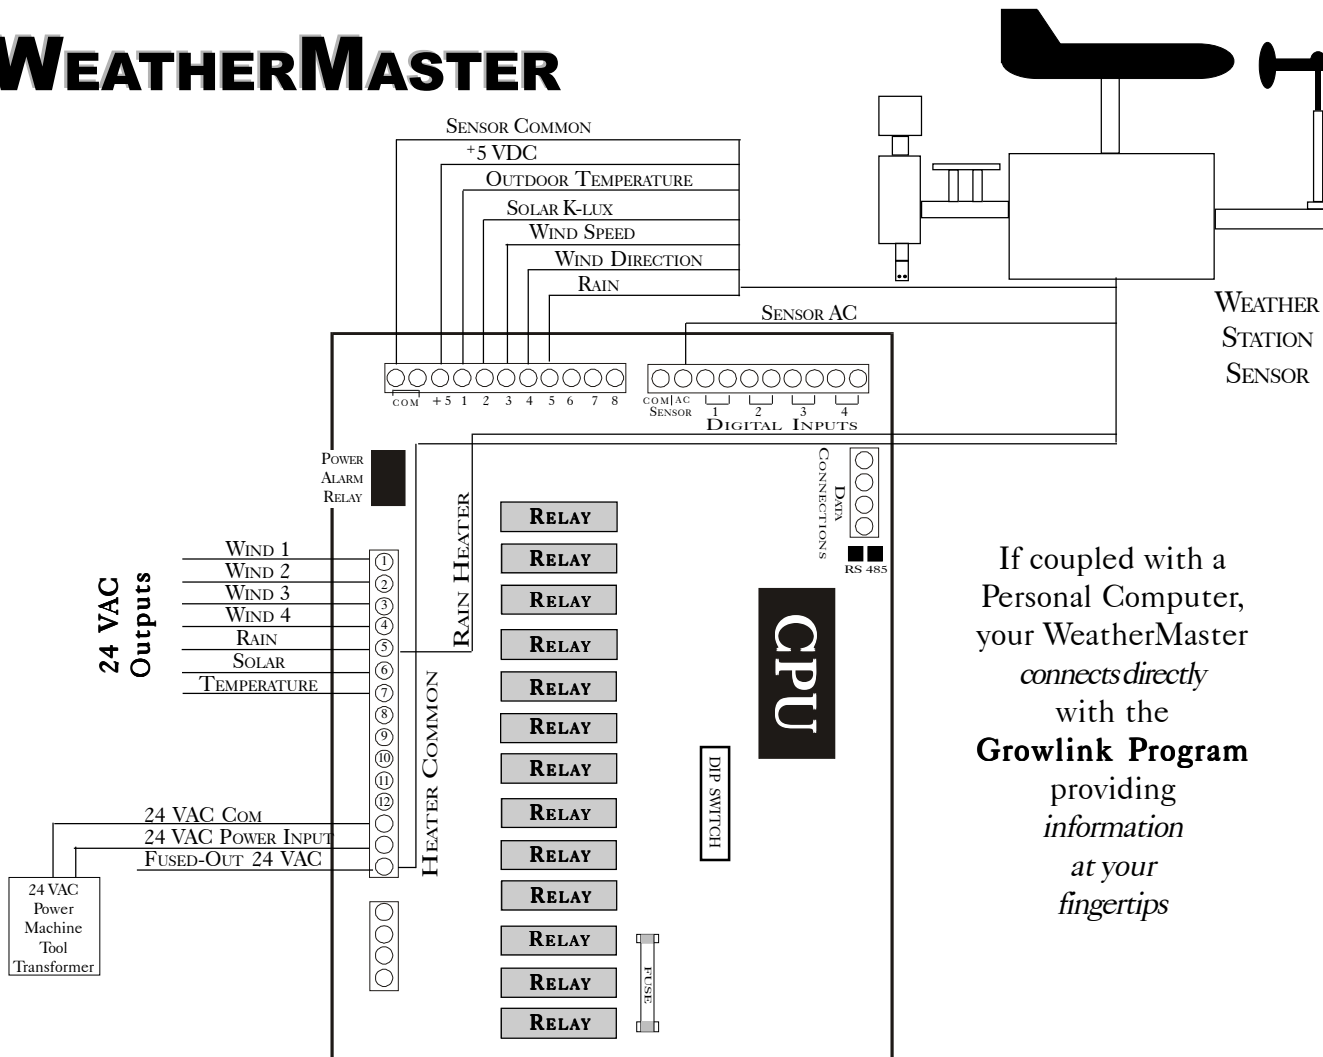 WEATHERMASTER
SENSOR COMMON
+5 VDC
OUTDOOR TEMPERATURE
SOLAR K-LUX
WIND SPEED
WIND DIRECTION
RAIN
SENSOR AC
WEATHER
STATION
SENSOR
COM +5 1 2 3 4 5 6 7 8
COM AC
SENSOR
1 2 3 4
DIGITAL INPUTS
POWER
ALARM
RELAY
DATA
CONNECTIONS
RS 485
RAIN HEATER
HEATER COMMON
24 VAC
Outputs
WIND 1
WIND 2
WIND 3
WIND 4
RAIN
SOLAR
TEMPERATURE
1
2
3
4
5
6
7
8
9
10
11
12
24 VAC COM
24 VAC POWER INPUT
FUSED-OUT 24 VAC
24 VAC
Power
Machine
Tool
Transformer
RELAY
RELAY
RELAY
RELAY
RELAY
RELAY
RELAY
RELAY
RELAY
RELAY
RELAY
RELAY
RELAY
CPU
DIP SWITCH
FUSE
If coupled with a
Personal Computer,
your WeatherMaster
connects directly
with the
Growlink Program
providing
information
at your
fingertips